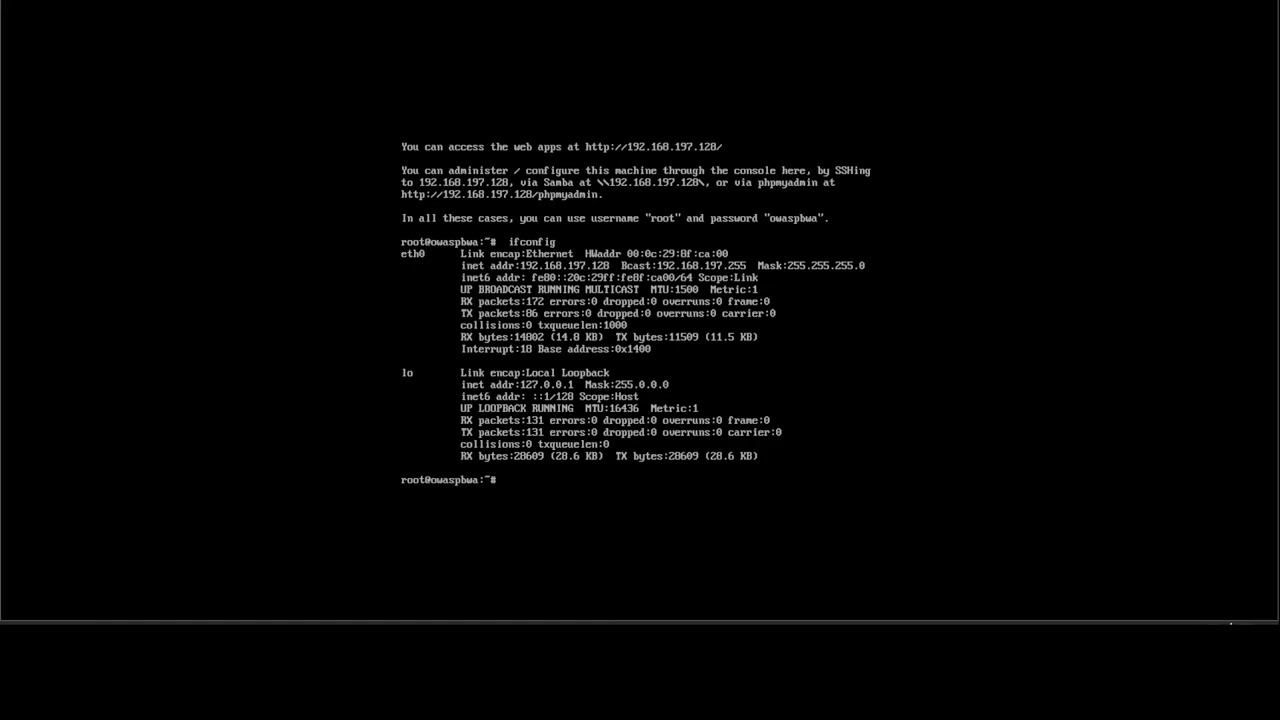 You can access the web apps at http://192.168.197.128/
You can administer / configure this machine through the console here, by SSHing
to 192.168.197.128, via Samba at \\192.168.197.128\, or via phpmyadmin at
http://192.168.197.128/phpmyadmin.
In all these cases, you can use username "root" and password "owaspbwa".
root@owaspbwa:~#  ifconfig
eth0      Link encap:Ethernet  HWaddr 00:0c:29:8f:ca:00
          inet addr:192.168.197.128  Bcast:192.168.197.255  Mask:255.255.255.0
          inet6 addr: fe80::20c:29ff:fe8f:ca00/64 Scope:Link
          UP BROADCAST RUNNING MULTICAST  MTU:1500  Metric:1
          RX packets:172 errors:0 dropped:0 overruns:0 frame:0
          TX packets:86 errors:0 dropped:0 overruns:0 carrier:0
          collisions:0 txqueuelen:1000
          RX bytes:14802 (14.8 KB)  TX bytes:11509 (11.5 KB)
          Interrupt:18 Base address:0x1400
lo        Link encap:Local Loopback
          inet addr:127.0.0.1  Mask:255.0.0.0
          inet6 addr: ::1/128 Scope:Host
          UP LOOPBACK RUNNING  MTU:16436  Metric:1
          RX packets:131 errors:0 dropped:0 overruns:0 frame:0
          TX packets:131 errors:0 dropped:0 overruns:0 carrier:0
          collisions:0 txqueuelen:0
          RX bytes:28609 (28.6 KB)  TX bytes:28609 (28.6 KB)
root@owaspbwa:~#